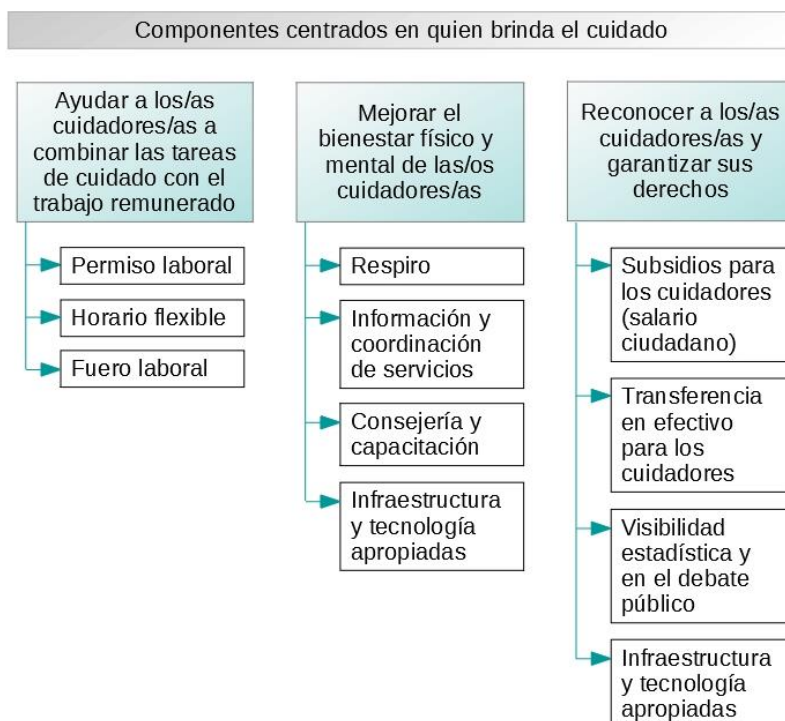 Componentes centrados en quien brinda el cuidado
Ayudar a los/as
cuidadores/as a
combinar las tareas
de cuidado con el
trabajo remunerado
Permiso laboral
Horario flexible
Fuero laboral
Mejorar el
bienestar físico y
mental de las/os
cuidadores/as
Respiro
Información y
coordinación
de servicios
Consejería y
capacitación
Infraestructura
y tecnología
apropiadas
Reconocer a los/as
cuidadores/as y
garantizar sus
derechos
Subsidios para
los cuidadores
(salario
ciudadano)
Transferencia
en efectivo
para los
cuidadores
Visibilidad
estadística y
en el debate
público
Infraestructura
y tecnología
apropiadas